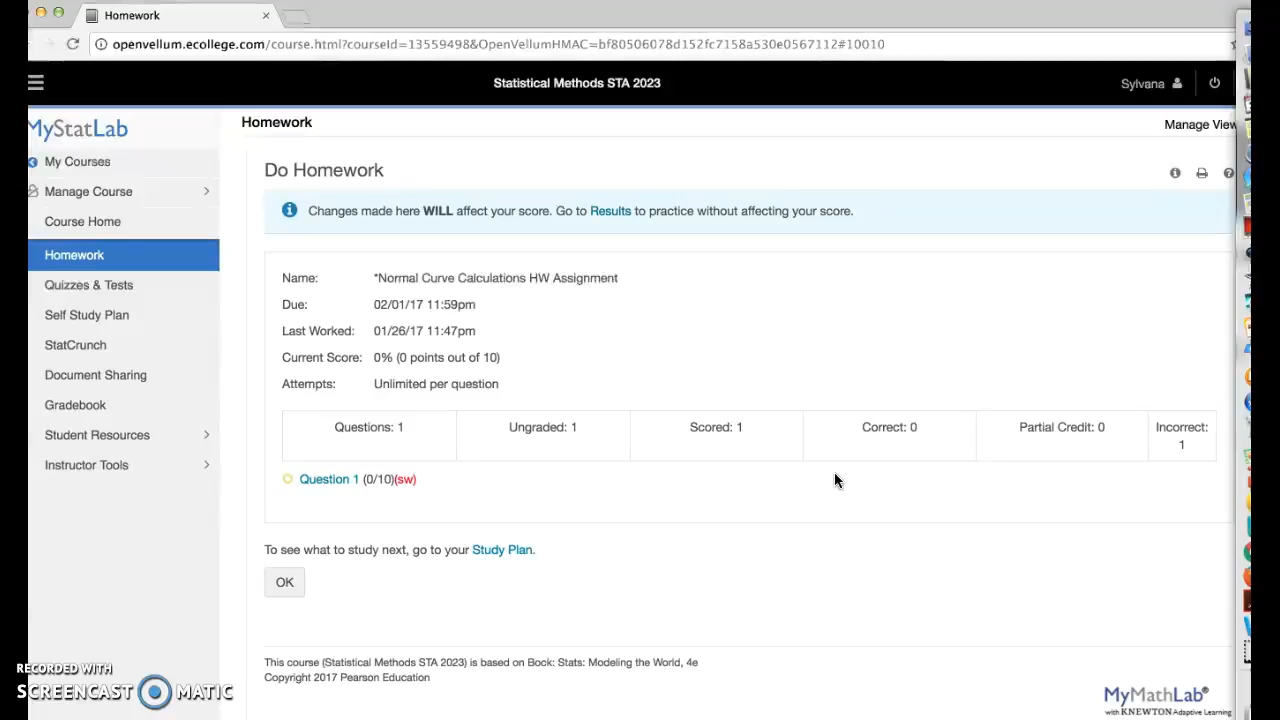 Homework
openvellum.ecollege.com/course.html?courseId=13559498&OpenVellumHMAC=bf80506078d152fc7158a530e0567112#10010
Statistical Methods STA 2023
Sylvana
MyStatLab
Homework
Manage View
My Courses
Manage Course
Course Home
Homework
Quizzes & Tests
Self Study Plan
StatCrunch
Document Sharing
Gradebook
Student Resources
Instructor Tools
Do Homework
Changes made here WILL affect your score. Go to Results to practice without affecting your score.
Name: *Normal Curve Calculations HW Assignment
Due: 02/01/17 11:59pm
Last Worked: 01/26/17 11:47pm
Current Score: 0% (0 points out of 10)
Attempts: Unlimited per question
Questions: 1 Ungraded: 1 Scored: 1 Correct: 0 Partial Credit: 0 Incorrect: 1
Question 1 (0/10)(sw)
To see what to study next, go to your Study Plan.
OK
This course (Statistical Methods STA 2023) is based on Book: Stats: Modeling the World, 4e
Copyright 2017 Pearson Education
RECORDED WITH
SCREENCAST MATIC
MyMathLab®
with KNEWTON Adaptive Learning